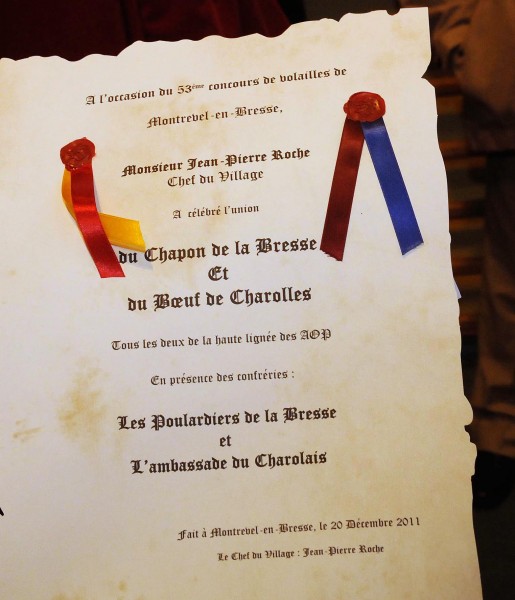 A l'occasion du 53ème concours de volailles de
Montrevel-en-Bresse,
Monsieur Jean-Pierre Roche
Chef du Village
A célébré l'union
du Chapon de la Bresse
Et
du Bœuf de Charolles
Tous les deux de la haute lignée des AOP
En présence des confréries :
Les Poulardiers de la Bresse
et
L'ambassade du Charolais
Fait à Montrevel-en-Bresse, le 20 Décembre 2011
Le Chef du Village : Jean-Pierre Roche